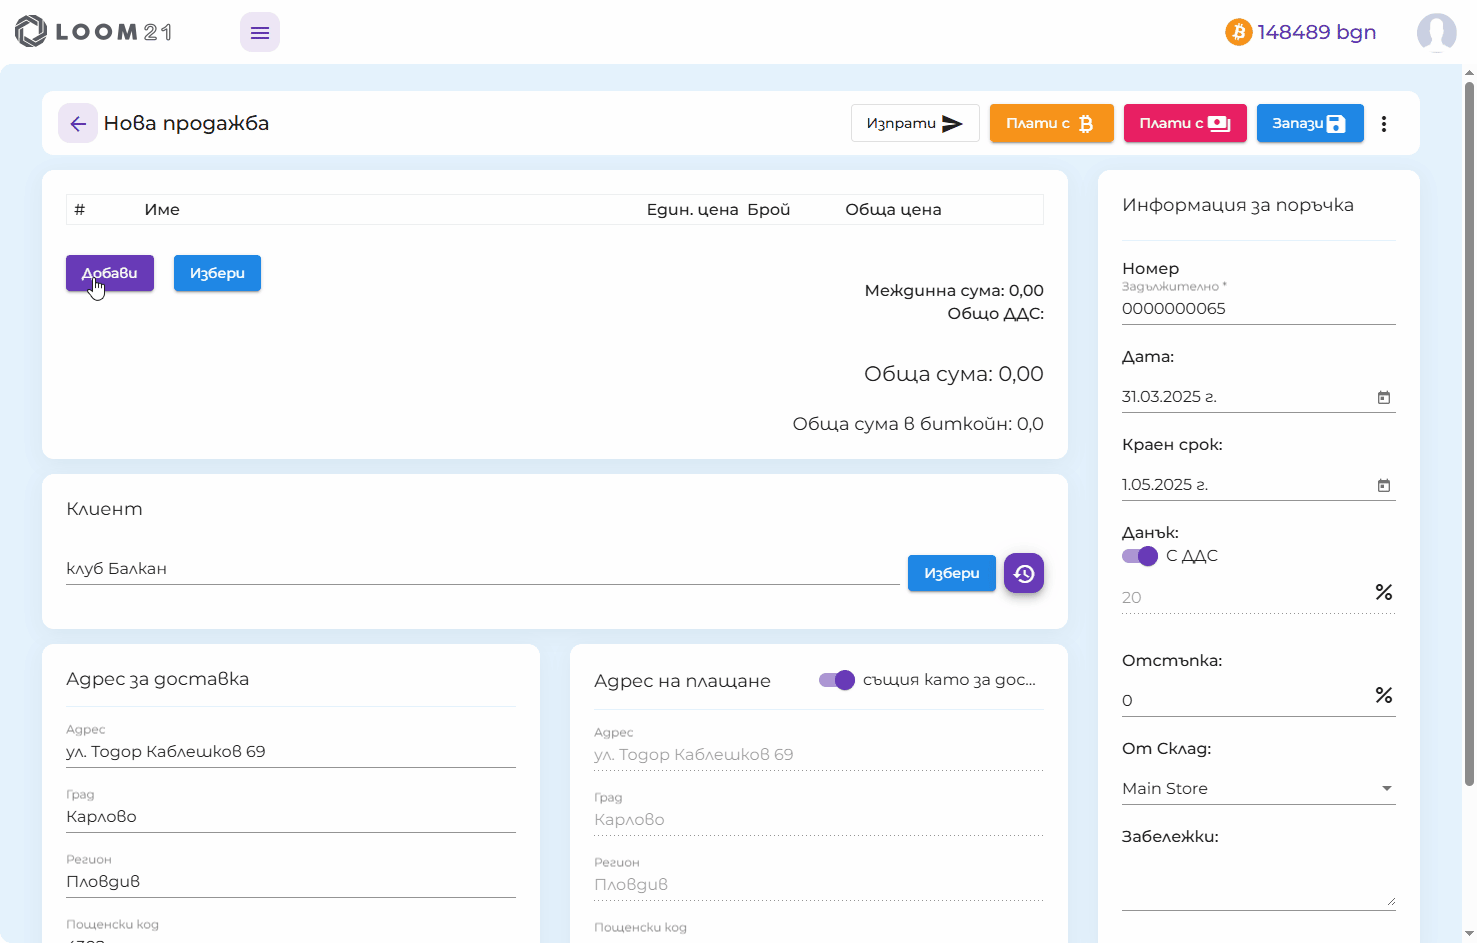 LOOM 21
148489 bgn
Нова продажба
Изпрати
Плати с
Плати с
Запази
# Име Един. цена Брой Обща цена
Добави Избери
Междинна сума: 0,00
Общо ДДС:
Обща сума: 0,00
Обща сума в биткойн: 0,0
Клиент
клуб Балкан
Избери
Адрес за доставка
Адрес
ул. Тодор Каблешков 69
Град
Карлово
Регион
Пловдив
Пощенски код
Адрес на плащане
същия като за дос...
Адрес
ул. Тодор Каблешков 69
Град
Карлово
Регион
Пловдив
Пощенски код
Информация за поръчка
Номер
Задължително *
0000000065
Дата:
31.03.2025 г.
Краен срок:
1.05.2025 г.
Данък:
С ДДС
20 %
Отстъпка:
0 %
От Склад:
Main Store
Забележки: